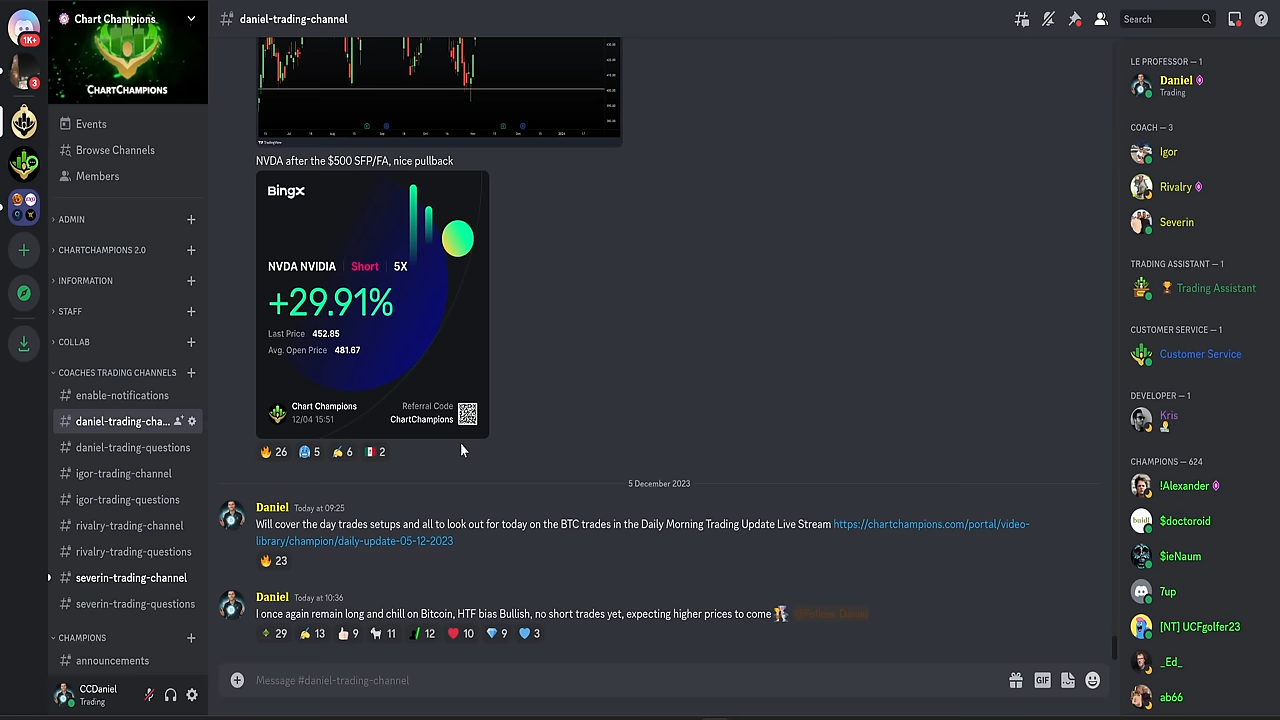 1K+
3
Chart Champions
CHARTCHAMPIONS
Events
Browse Channels
Members
ADMIN
CHARTCHAMPIONS 2.0
INFORMATION
STAFF
COLLAB
COACHES TRADING CHANNELS
enable-notifications
daniel-trading-cha...
daniel-trading-questions
igor-trading-channel
igor-trading-questions
rivalry-trading-channel
rivalry-trading-questions
severin-trading-channel
severin-trading-questions
CHAMPIONS
announcements
CCDaniel
Trading
daniel-trading-channel
Search
TradingView
NVDA after the $500 SFP/FA, nice pullback
BingX
NVDA NVIDIA Short 5X
+29.91%
Last Price 452.85
Avg. Open Price 481.67
Chart Champions
12/04 15:51
Referral Code
ChartChampions
26 5 6 2
5 December 2023
Daniel Today at 09:25
Will cover the day trades setups and all to look out for today on the BTC trades in the Daily Morning Trading Update Live Stream https://chartchampions.com/portal/video-
library/champion/daily-update-05-12-2023
23
Daniel Today at 10:36
I once again remain long and chill on Bitcoin, HTF bias Bullish, no short trades yet, expecting higher prices to come
29 13 9 11 12 10 9 3
Message #daniel-trading-channel
GIF
LE PROFESSOR — 1
Daniel
Trading
COACH — 3
Igor
Rivalry
Severin
TRADING ASSISTANT — 1
Trading Assistant
CUSTOMER SERVICE — 1
Customer Service
DEVELOPER — 1
Kris
CHAMPIONS — 624
!Alexander
buidl
$doctoroid
$ieNaum
7up
[NT] UCFgolfer23
_Ed_
ab66